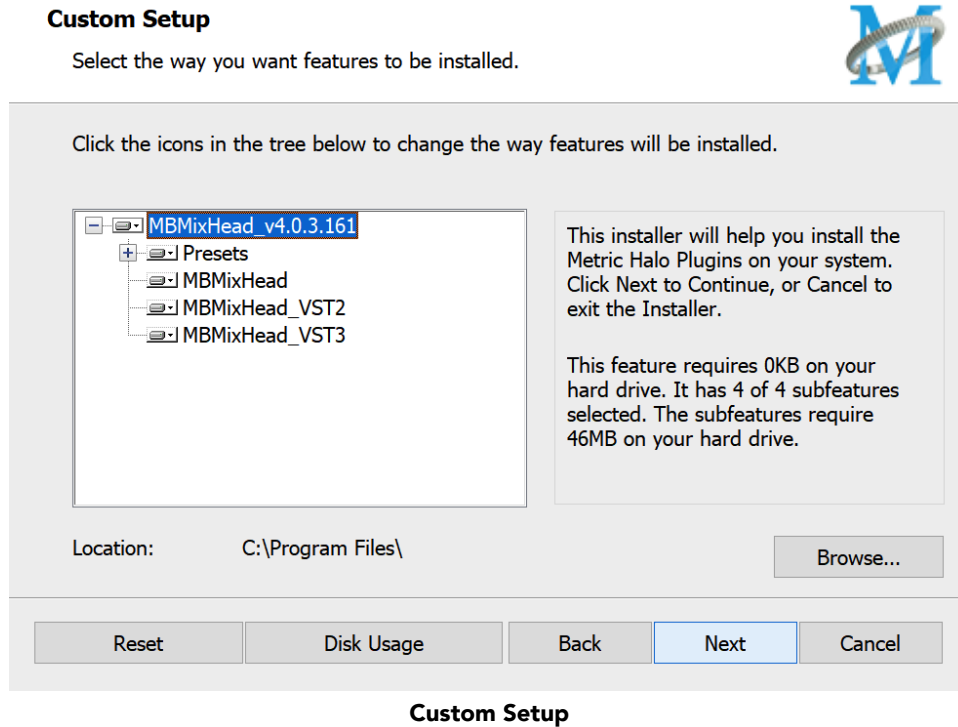 Custom Setup
Select the way you want features to be installed.
Click the icons in the tree below to change the way features will be installed.
MBMixHead_v4.0.3.161
Presets
MBMixHead
MBMixHead_VST2
MBMixHead_VST3
This installer will help you install the
Metric Halo Plugins on your system.
Click Next to Continue, or Cancel to
exit the Installer.
This feature requires 0KB on your
hard drive. It has 4 of 4 subfeatures
selected. The subfeatures require
46MB on your hard drive.
Location: C:\Program Files\
Browse...
Reset Disk Usage Back Next Cancel
Custom Setup